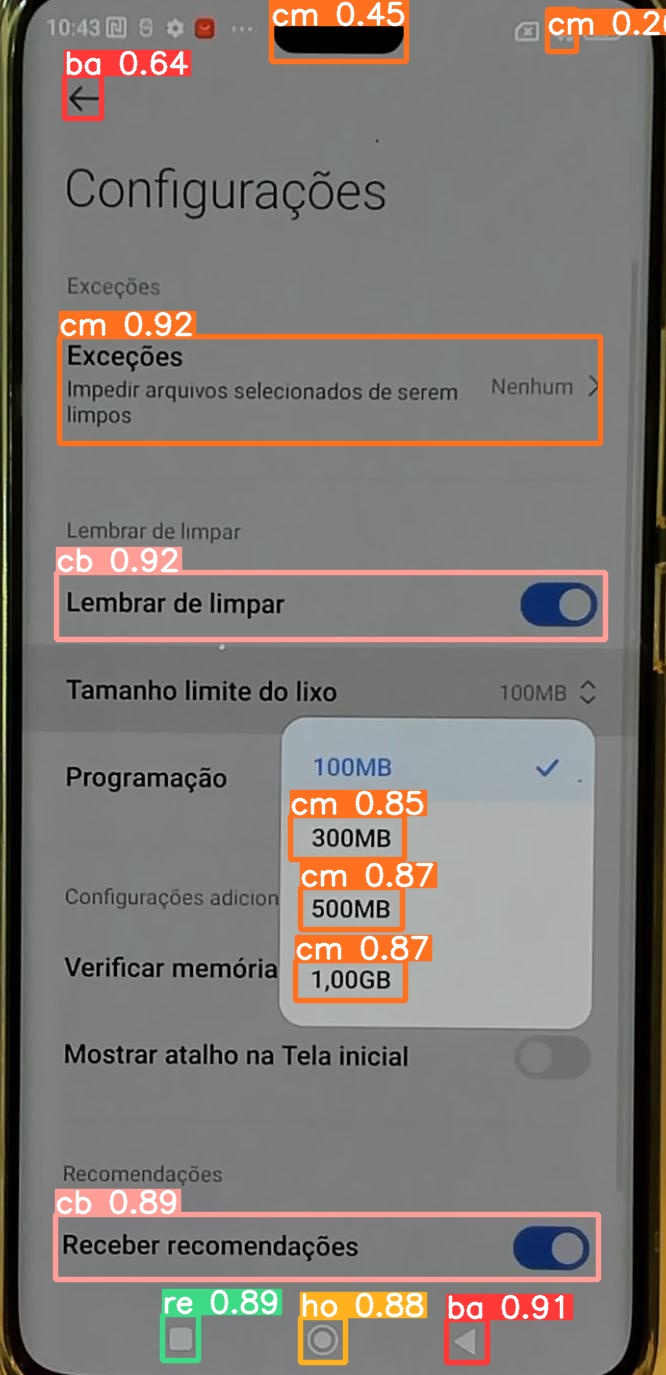 cm 0.45
cm 0.2
10:43
ba 0.64
Configurações
Exceções
cm 0.92
Exceções
Impedir arquivos selecionados de serem
limpos
Nenhum
Lembrar de limpar
cb 0.92
Lembrar de limpar
Tamanho limite do lixo
100MB
100MB
Programação
cm 0.85
300MB
cm 0.87
500MB
Configurações adicion
cm 0.87
1,00GB
Verificar memória
Mostrar atalho na Tela inicial
Recomendações
cb 0.89
Receber recomendações
re 0.89
ho 0.88
ba 0.91